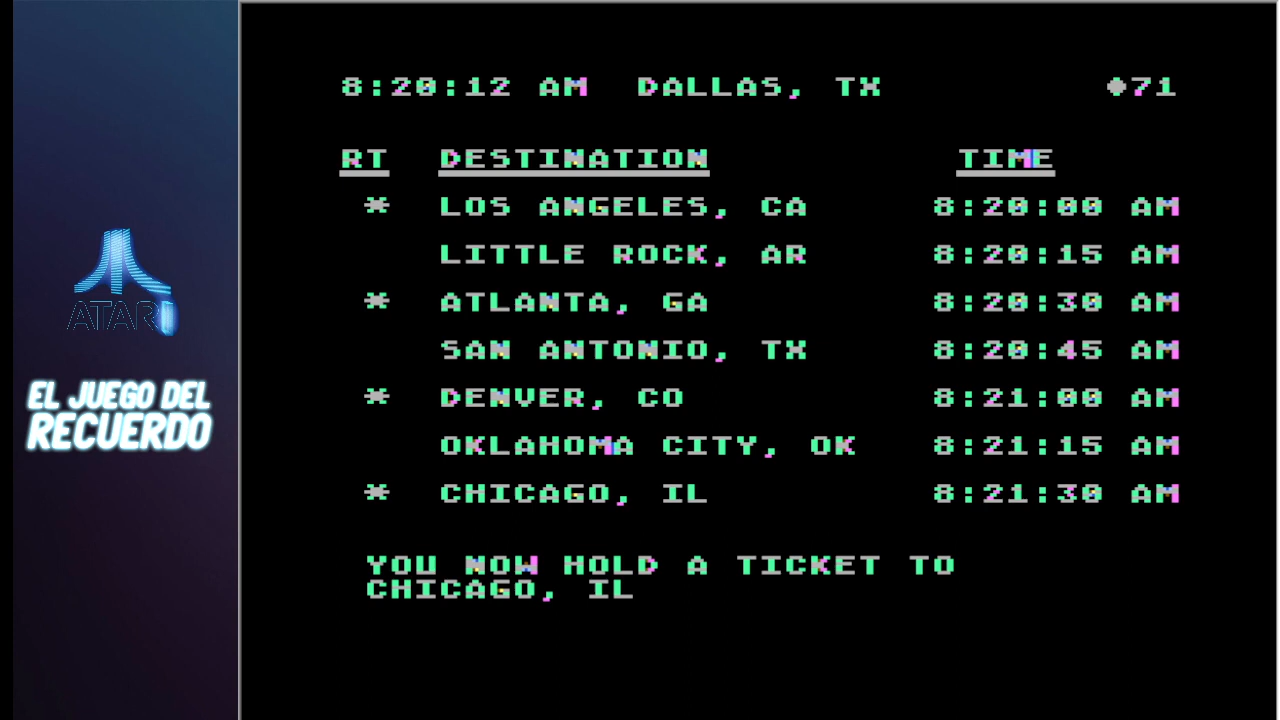 ATARI
EL JUEGO DEL
RECUERDO
8:20:12 AM DALLAS, TX ♦71
RT DESTINATION TIME
* LOS ANGELES, CA 8:20:00 AM
LITTLE ROCK, AR 8:20:15 AM
* ATLANTA, GA 8:20:30 AM
SAN ANTONIO, TX 8:20:45 AM
* DENVER, CO 8:21:00 AM
OKLAHOMA CITY, OK 8:21:15 AM
* CHICAGO, IL 8:21:30 AM
YOU NOW HOLD A TICKET TO
CHICAGO, IL